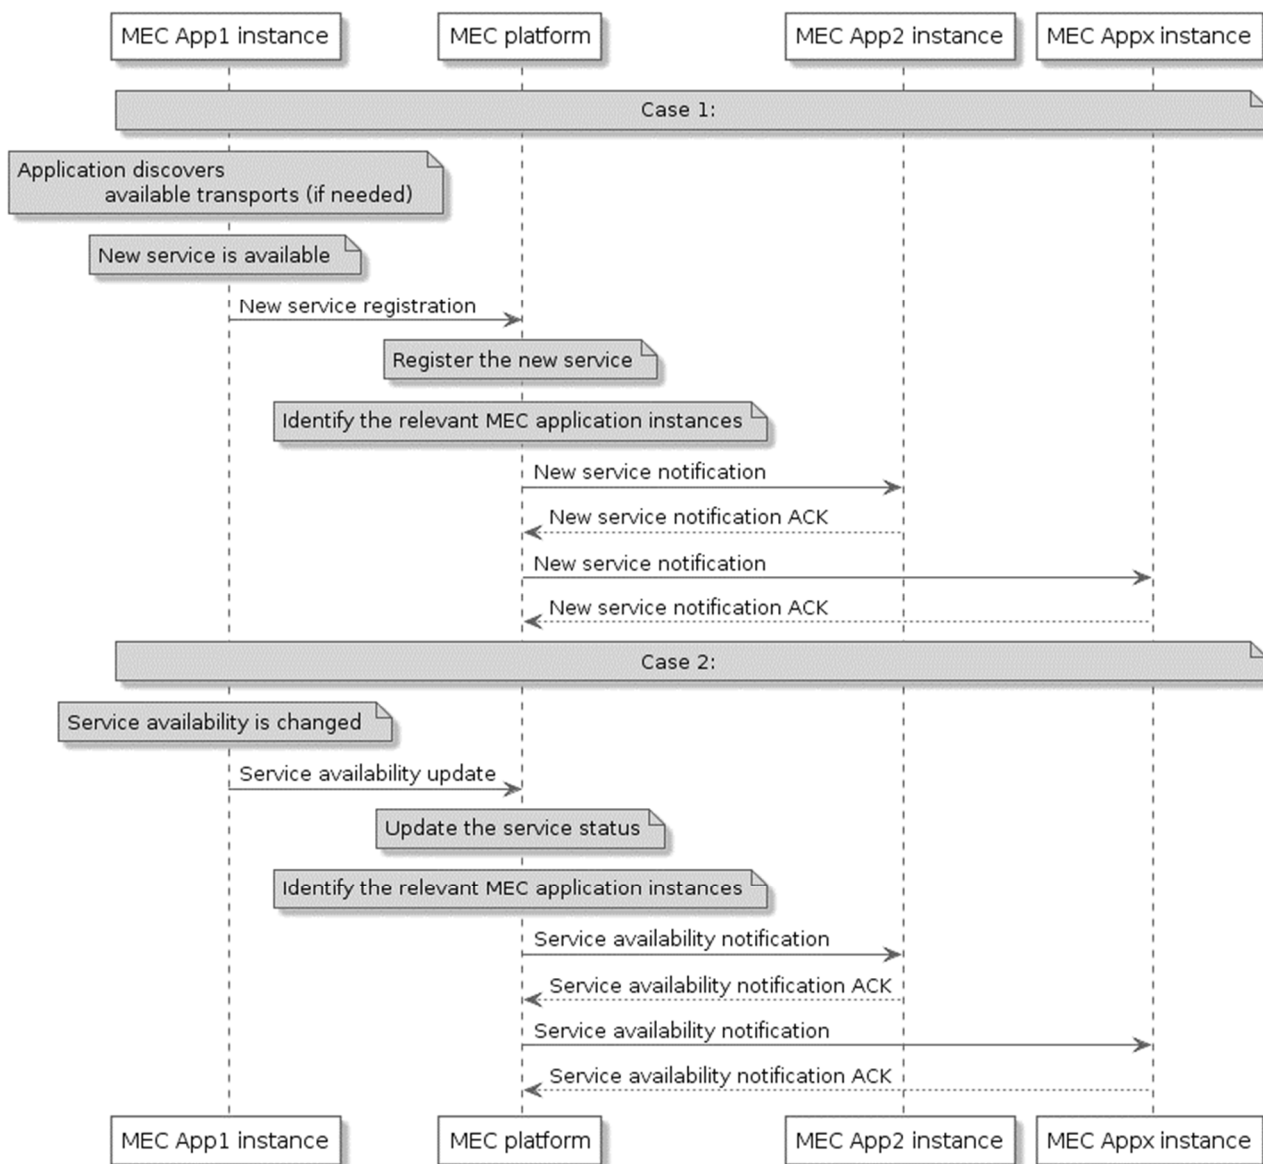 MEC App1 instance
MEC platform
MEC App2 instance
MEC Appx instance
Case 1:
Application discovers
available transports (if needed)
New service is available
New service registration
Register the new service
Identify the relevant MEC application instances
New service notification
New service notification ACK
New service notification
New service notification ACK
Case 2:
Service availability is changed
Service availability update
Update the service status
Identify the relevant MEC application instances
Service availability notification
Service availability notification ACK
Service availability notification
Service availability notification ACK
MEC App1 instance
MEC platform
MEC App2 instance
MEC Appx instance